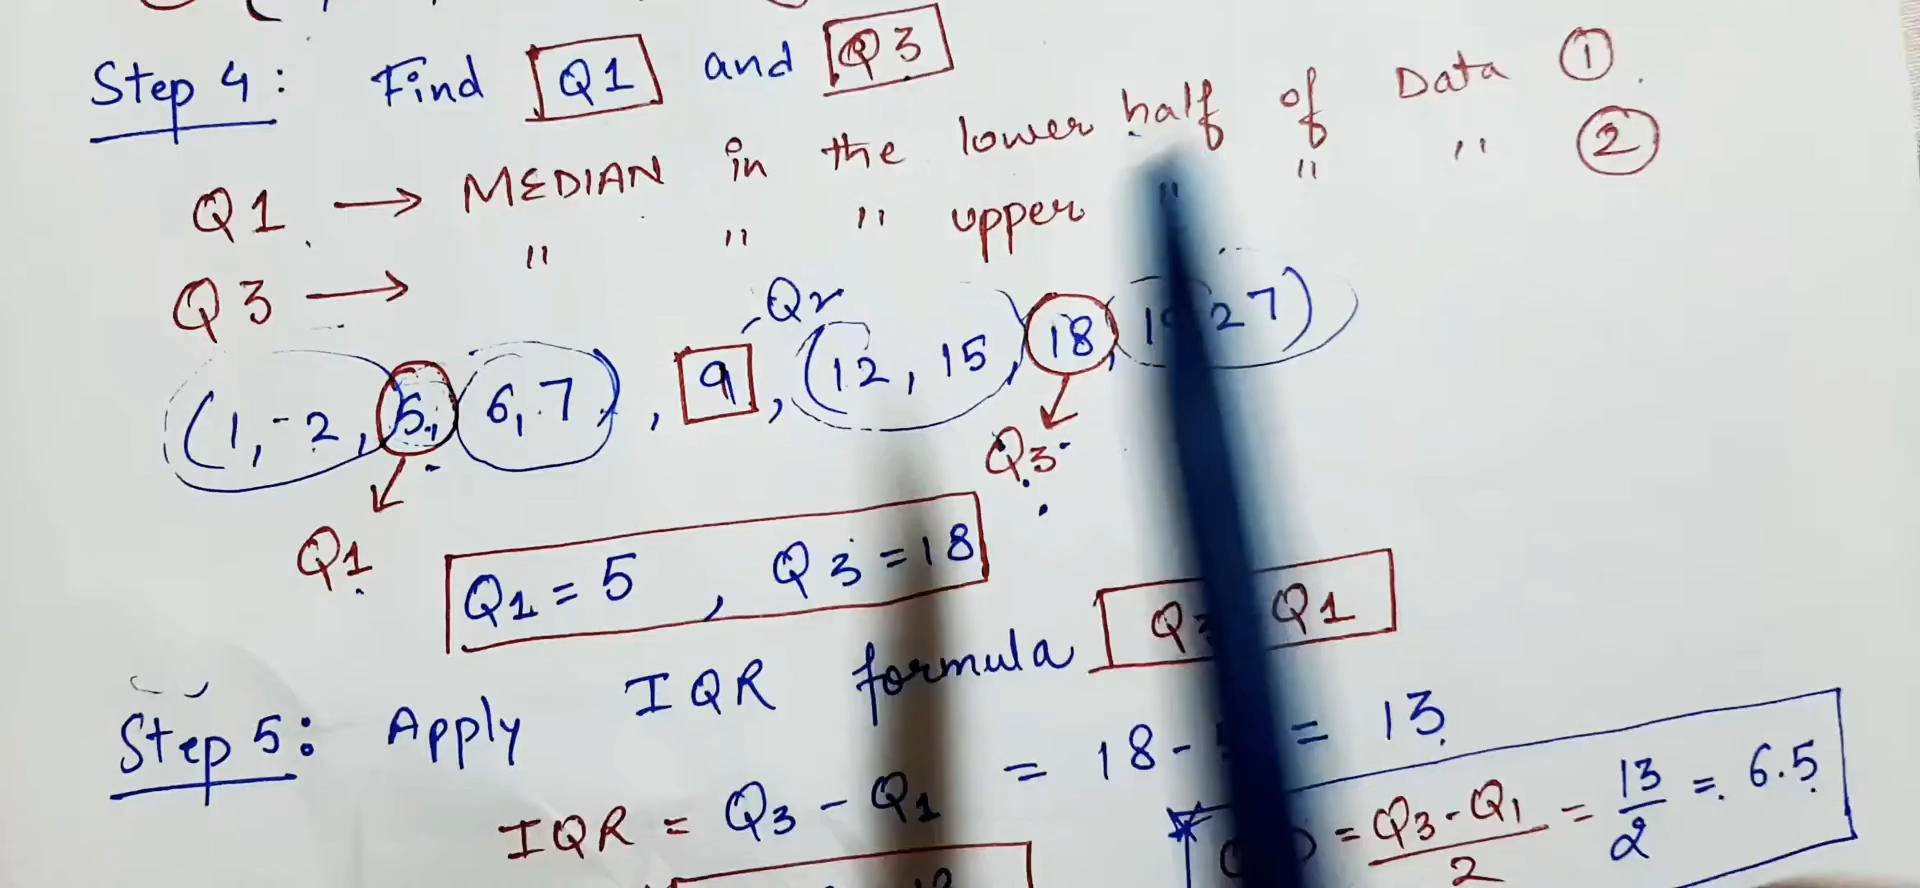 Step 4: Find Q1 and Q3
Q1 → MEDIAN in the lower half of Data ①.
Q3 → " " " upper " " " ②
Q2
(1, 2, 5, 6, 7), 9, (12, 15, 18, 27)
Q1 Q3
Q1 = 5, Q3 = 18
Step 5: Apply IQR formula Q1
IQR = Q3 - Q1 = 18 - = 13
= Q3 - Q1 / 2 = 13 / 2 = 6.5